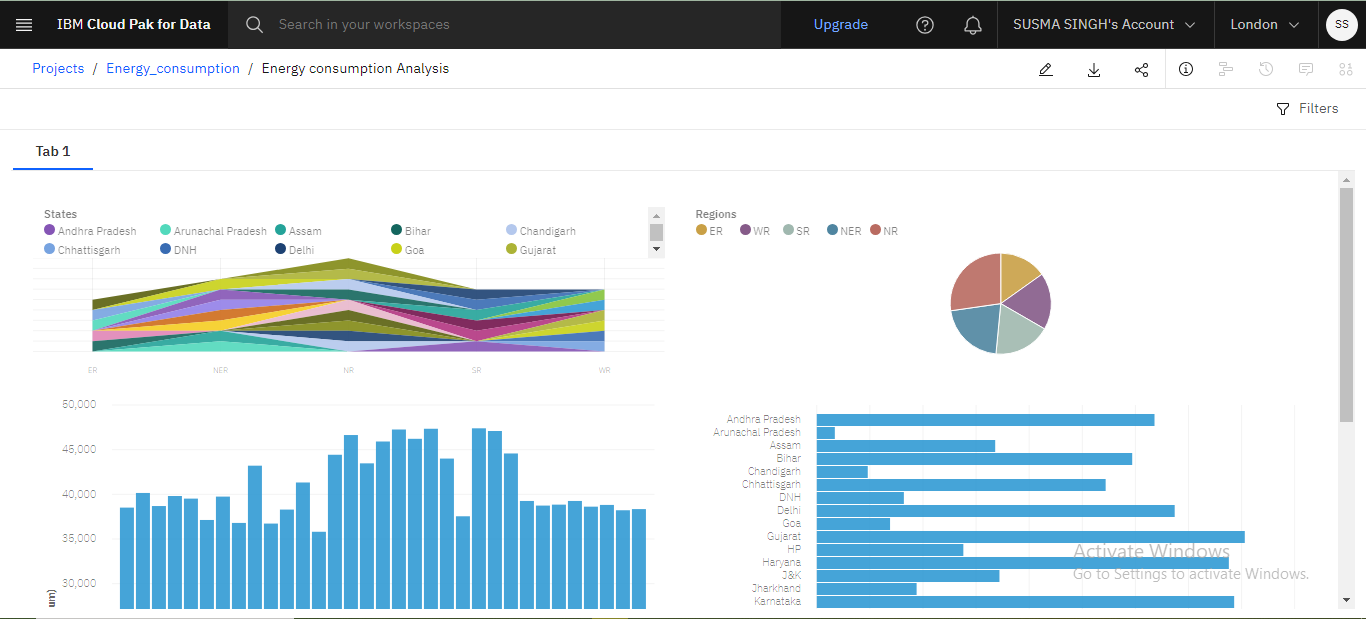 IBM Cloud Pak for Data
Search in your workspaces
Upgrade
SUSMA SINGH's Account
London
SS
Projects / Energy_consumption / Energy consumption Analysis
Filters
Tab 1
States
Andhra Pradesh Arunachal Pradesh Assam Bihar Chandigarh
Chhattisgarh DNH Delhi Goa Gujarat
ER NER NR SR WR
Regions
ER WR SR NER NR
50,000
45,000
40,000
35,000
30,000
um)
Andhra Pradesh
Arunachal Pradesh
Assam
Bihar
Chandigarh
Chhattisgarh
DNH
Delhi
Goa
Gujarat
HP
Haryana
J&K
Jharkhand
Karnataka
Activate Windows
Go to Settings to activate Windows.